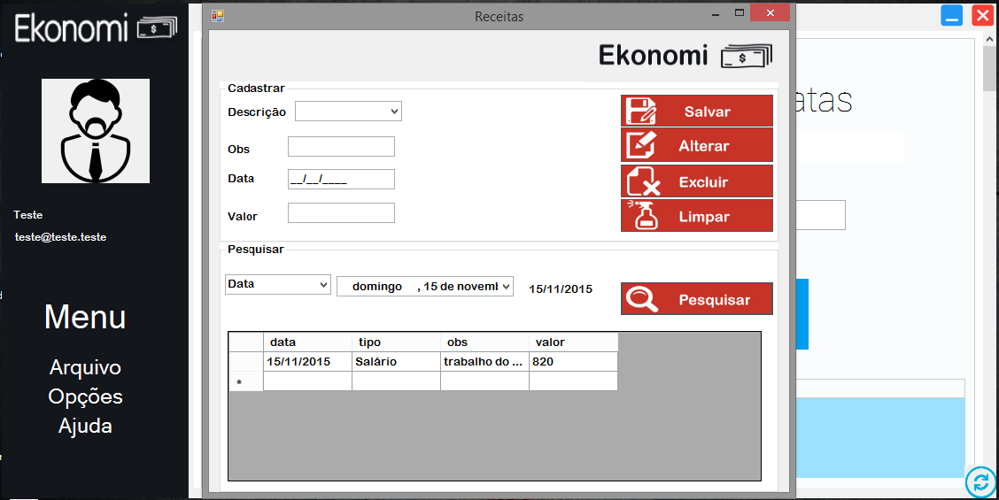 Ekonomi
Teste
teste@teste.teste
Menu
Arquivo
Opções
Ajuda
Receitas
Ekonomi
Cadastrar
Descrição
Obs
Data __/__/____
Valor
Salvar
Alterar
Excluir
Limpar
Pesquisar
Data domingo , 15 de novem 15/11/2015
Pesquisar
data tipo obs valor
15/11/2015 Salário trabalho do ... 820
*
atas